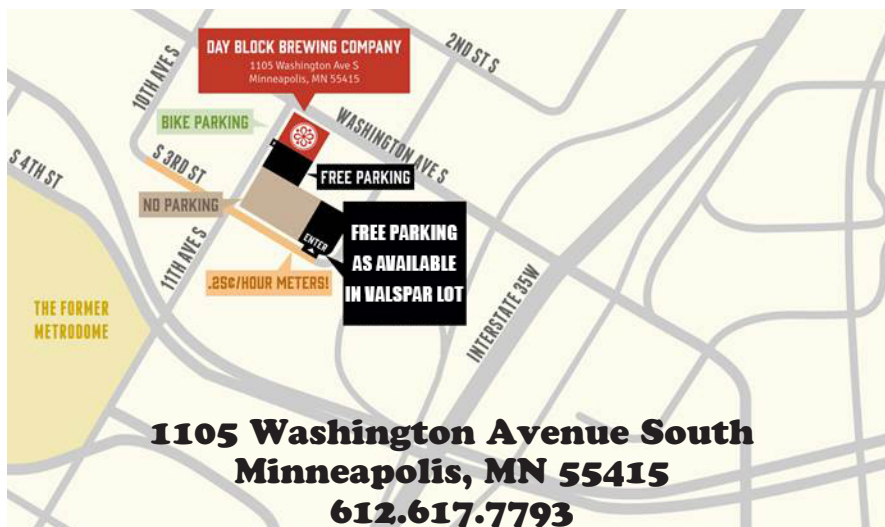 DAY BLOCK BREWING COMPANY
1105 Washington Ave S
Minneapolis, MN 55415
2ND ST S
10TH AVE S
BIKE PARKING
WASHINGTON AVE S
S 3RD ST
S 4TH ST
FREE PARKING
NO PARKING
ENTER
FREE PARKING
AS AVAILABLE
IN VALSPAR LOT
11TH AVE S
.25¢/HOUR METERS!
THE FORMER
METRODOME
INTERSTATE 35W
1105 Washington Avenue South
Minneapolis, MN 55415
612.617.7793